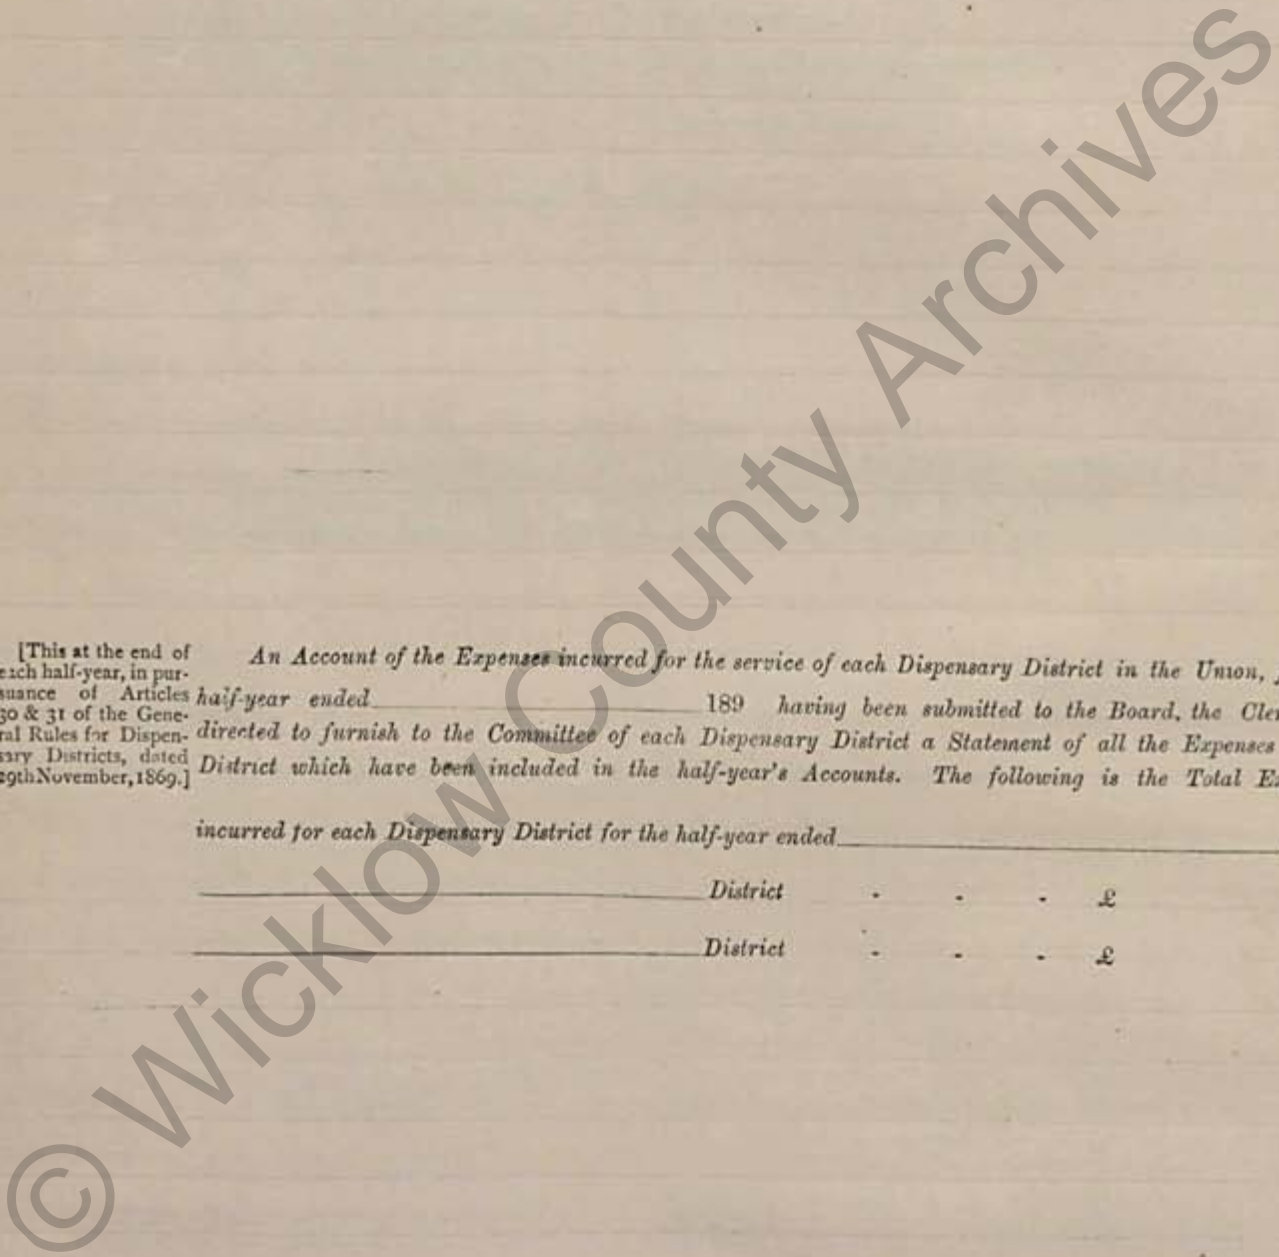 [This at the end of
each half-year, in pur-
suance of Articles
30 & 31 of the Gene-
ral Rules for Dispen-
sary Districts, dated
29th November, 1869.]
An Account of the Expenses incurred for the service of each Dispensary District in the Union, f
half-year ended 189 having been submitted to the Board, the Cler
directed to furnish to the Committee of each Dispensary District a Statement of all the Expenses
District which have been included in the half-year's Accounts. The following is the Total Ex
incurred for each Dispensary District for the half-year ended
District - - - £
District - - - £
© Wicklow County Archives